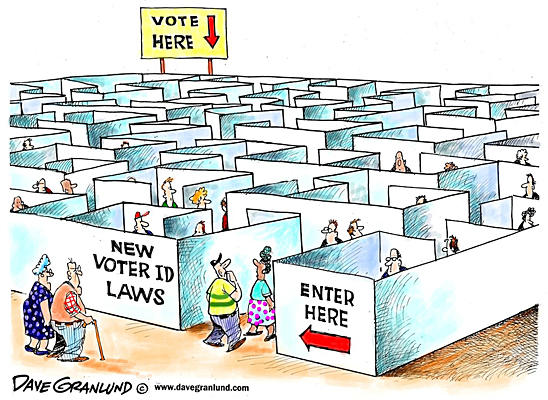 VOTE
HERE
NEW
VOTER ID
LAWS
ENTER
HERE
DAVE GRANLUND © www.davegranlund.com